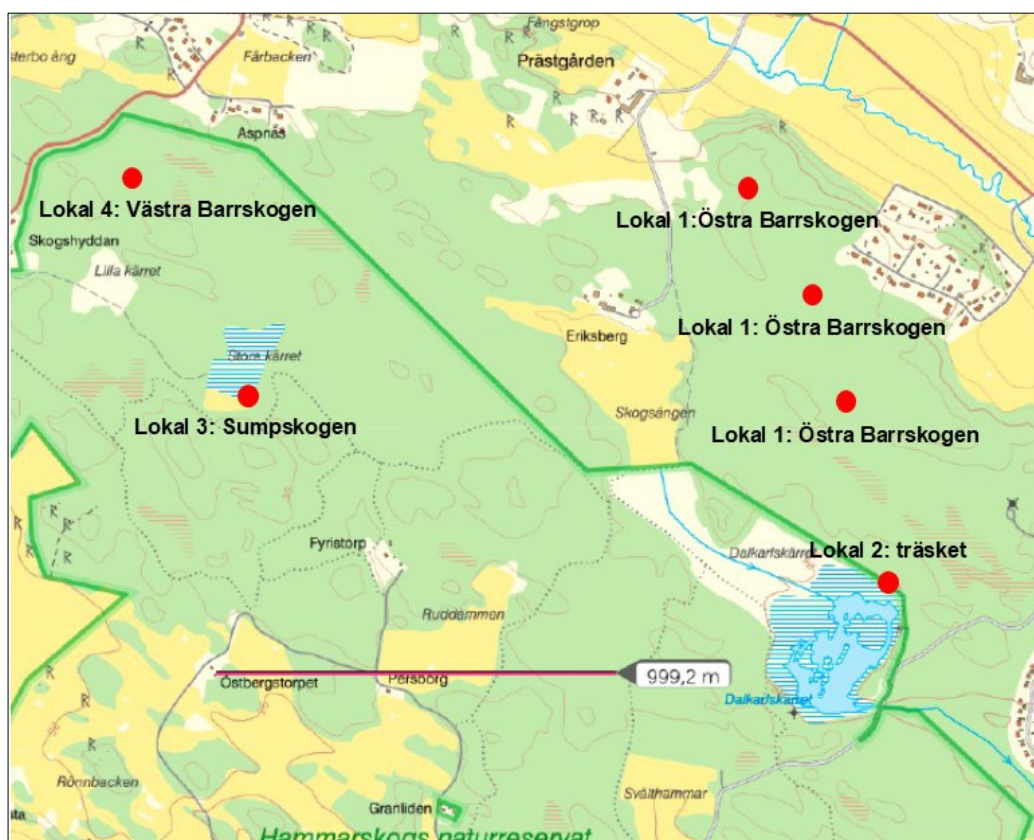 Fångstgrop
sterbo äng
Fårbacken
Prästgården
R
R
R
R
R
R
Aspnäs
Lokal 4: Västra Barrskogen
Lokal 1:Östra Barrskogen
Skogshyddan
Lilla kärret
Lokal 1: Östra Barrskogen
Eriksberg
Stora kärret
Skogsängen
Lokal 3: Sumpskogen
Lokal 1: Östra Barrskogen
R
R
R
R
Fyristorp
Dalkarlskärret
Lokal 2: träsket
Ruddammen
Östbergstorpet
Persborg
999,2 m
Dalkarlskärret
R
Rönnbacken
Svälthammar
Granliden
Hammarskogs naturreservat